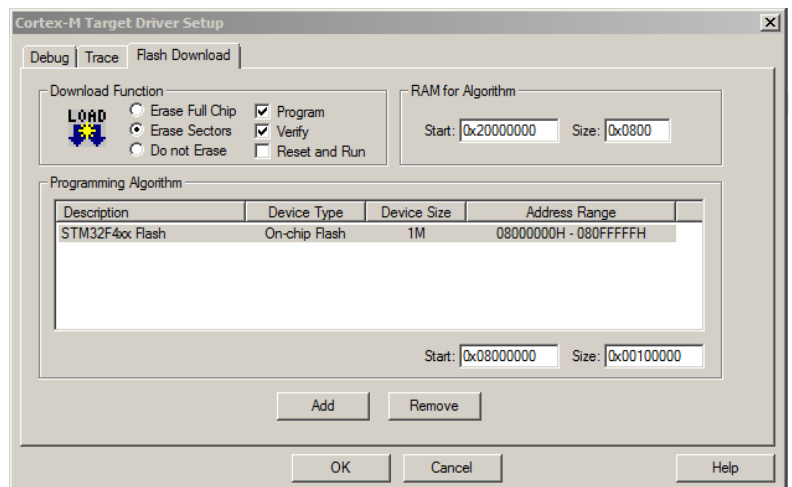 Cortex-M Target Driver Setup
Debug Trace Flash Download
Download Function
LOAD
Erase Full Chip
Erase Sectors
Do not Erase
Program
Verify
Reset and Run
RAM for Algorithm
Start: 0x20000000 Size: 0x0800
Programming Algorithm
Description Device Type Device Size Address Range
STM32F4xx Flash On-chip Flash 1M 08000000H - 080FFFFFH
Start: 0x08000000 Size: 0x00100000
Add Remove
OK Cancel Help